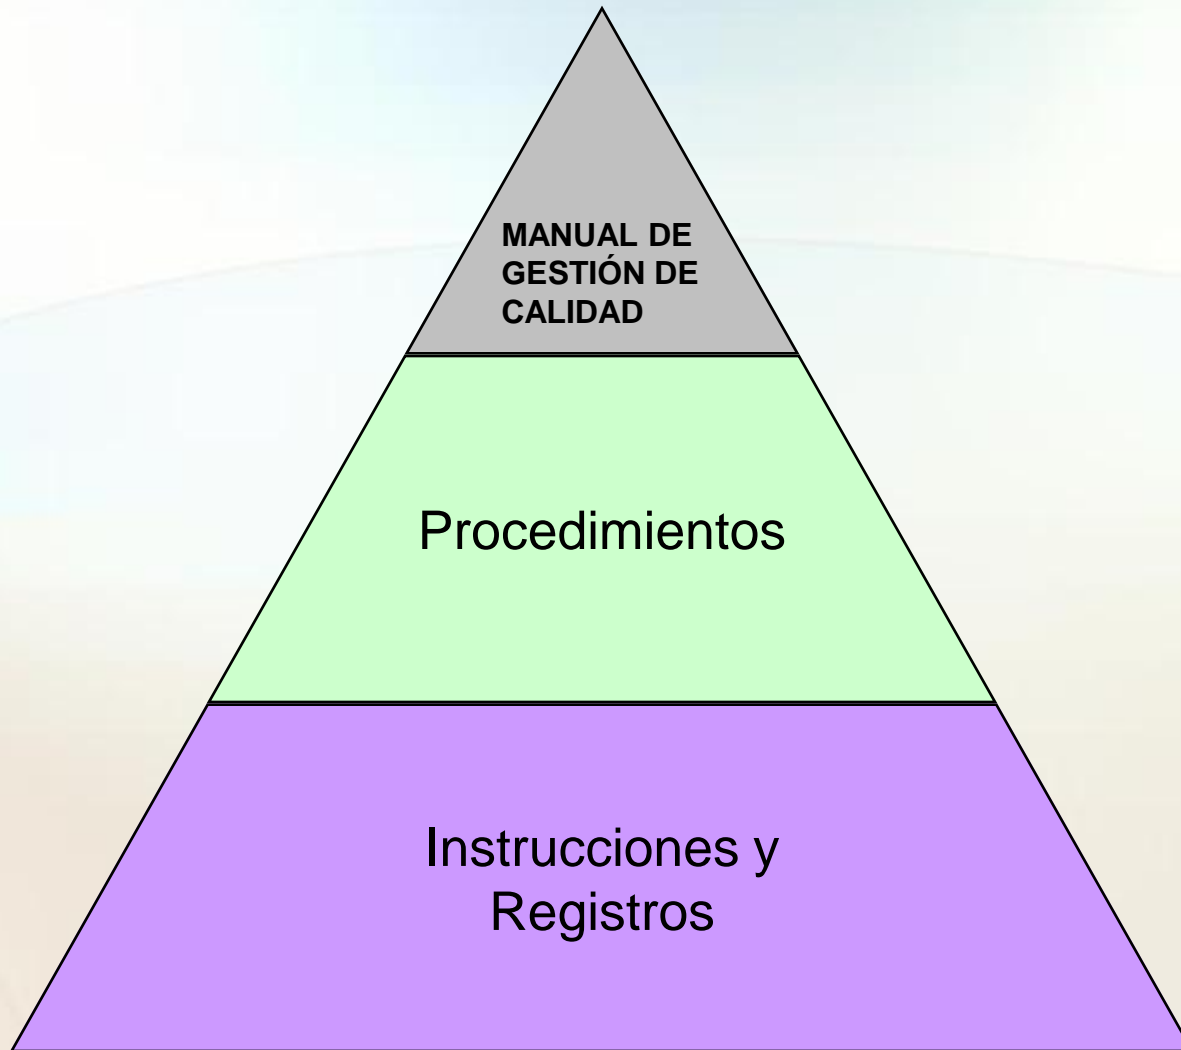 MANUAL DE
GESTIÓN DE
CALIDAD
Procedimientos
Instrucciones y
Registros